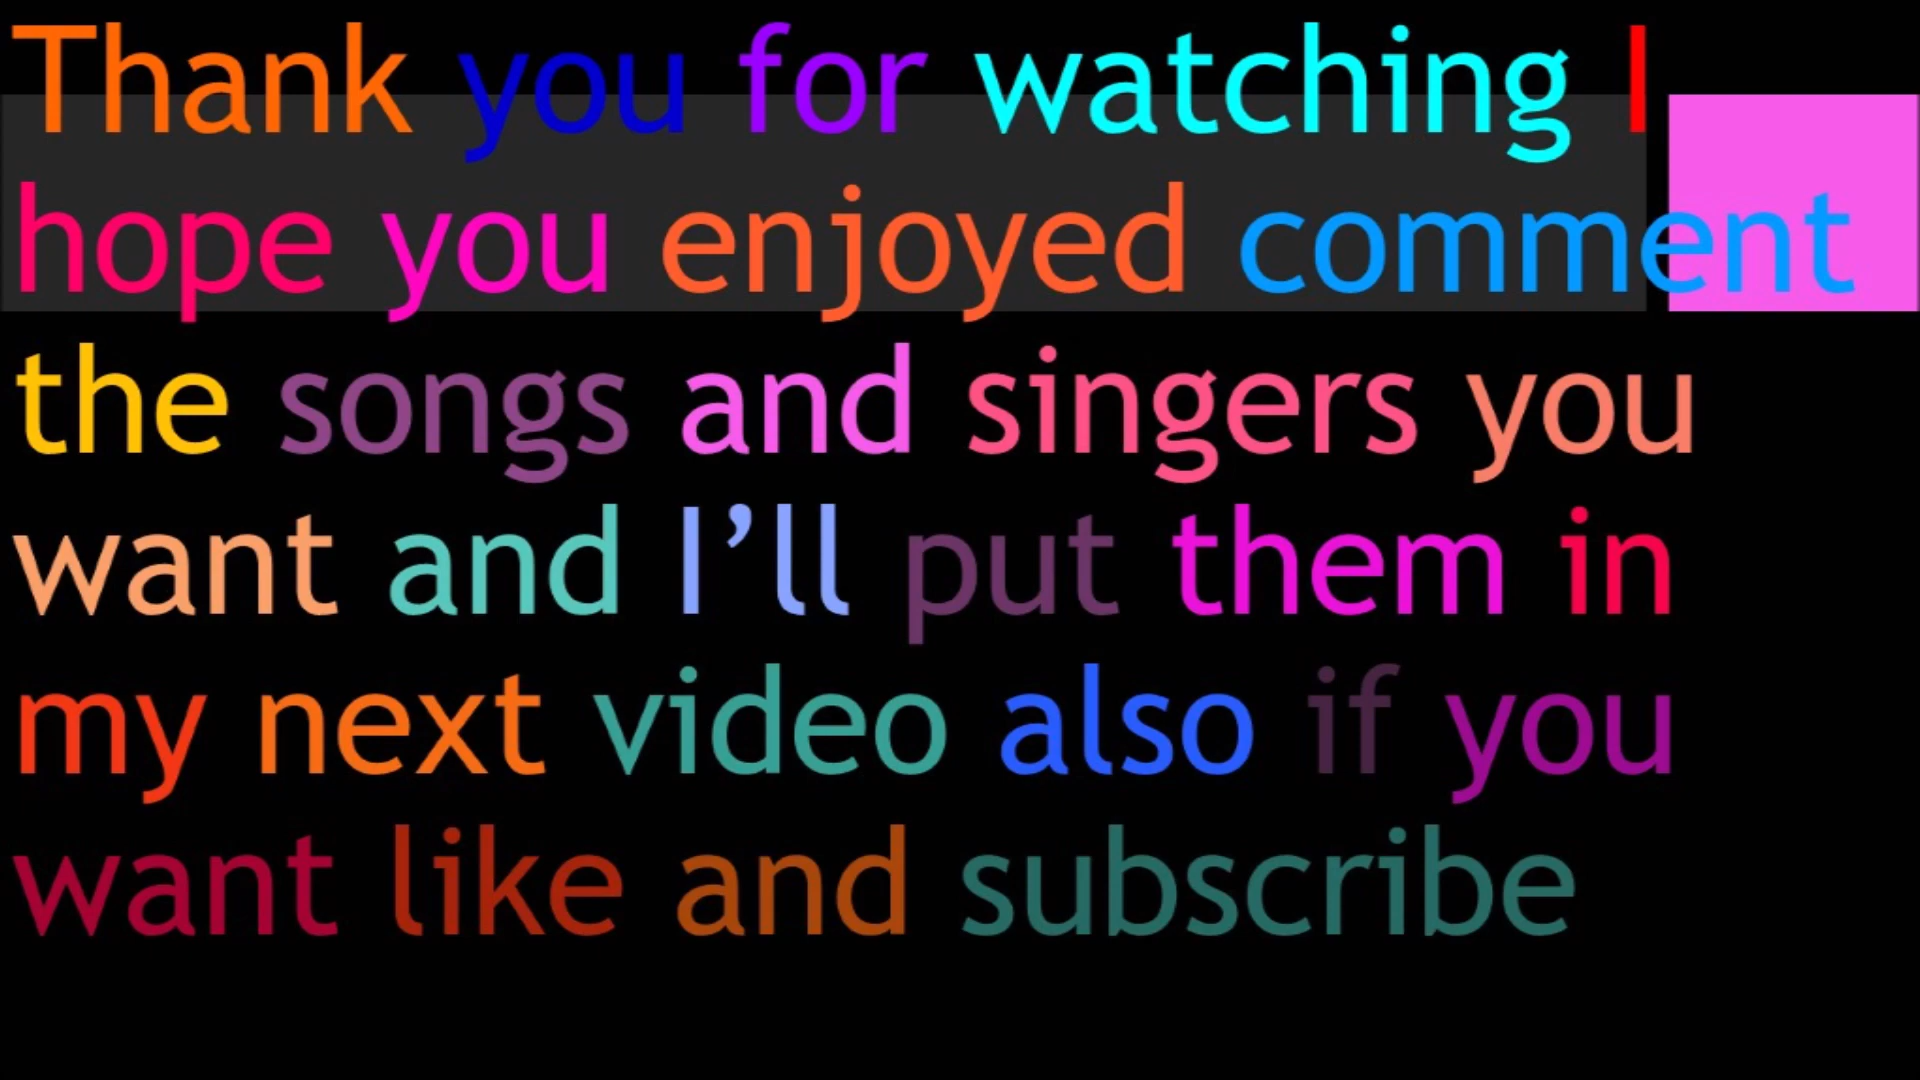 Thank you for watching I
hope you enjoyed comment
the songs and singers you
want and I’ll put them in
my next video also if you
want like and subscribe